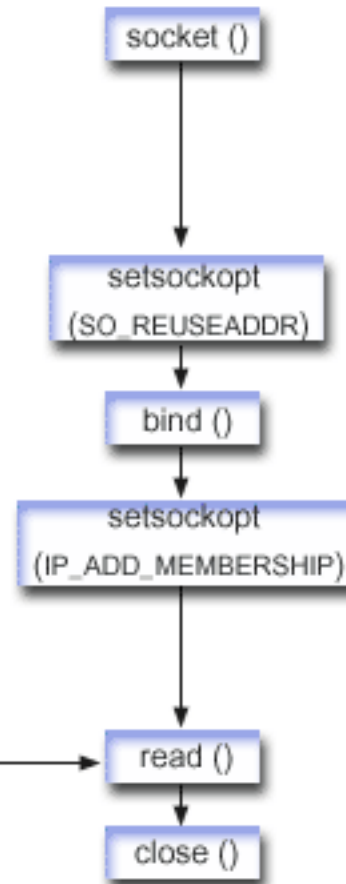 socket ()
setsockopt
(SO_REUSEADDR)
bind ()
setsockopt
(IP_ADD_MEMBERSHIP)
read ()
close ()